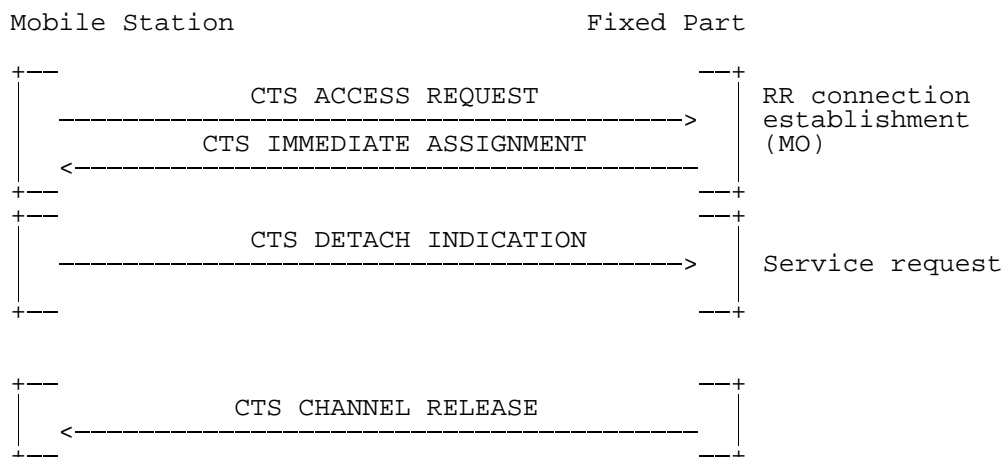 Mobile Station Fixed Part
CTS ACCESS REQUEST RR connection
establishment
CTS IMMEDIATE ASSIGNMENT (MO)
CTS DETACH INDICATION
Service request
CTS CHANNEL RELEASE